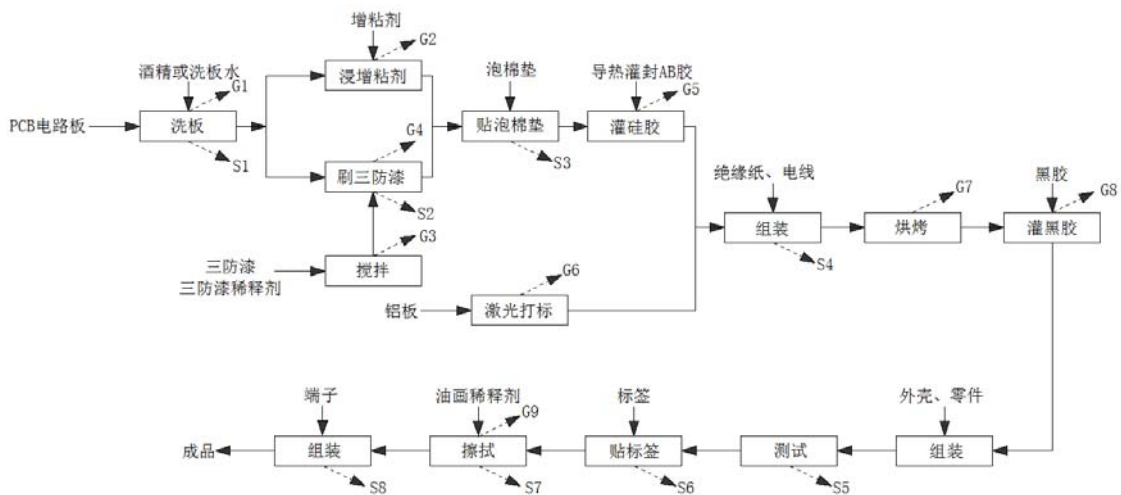 增粘剂
G2
酒精或洗板水
G1
浸增粘剂
泡棉垫
导热灌封AB胶
G5
PCB电路板
洗板
G4
贴泡棉垫
灌硅胶
S1
刷三防漆
S3
绝缘纸、电线
黑胶
S2
G7
G8
G3
组装
烘烤
灌黑胶
三防漆
三防漆稀释剂
搅拌
G6
S4
铝板
激光打标
端子
油画稀释剂
标签
外壳、零件
G9
成品
组装
擦拭
贴标签
测试
组装
S8
S7
S6
S5